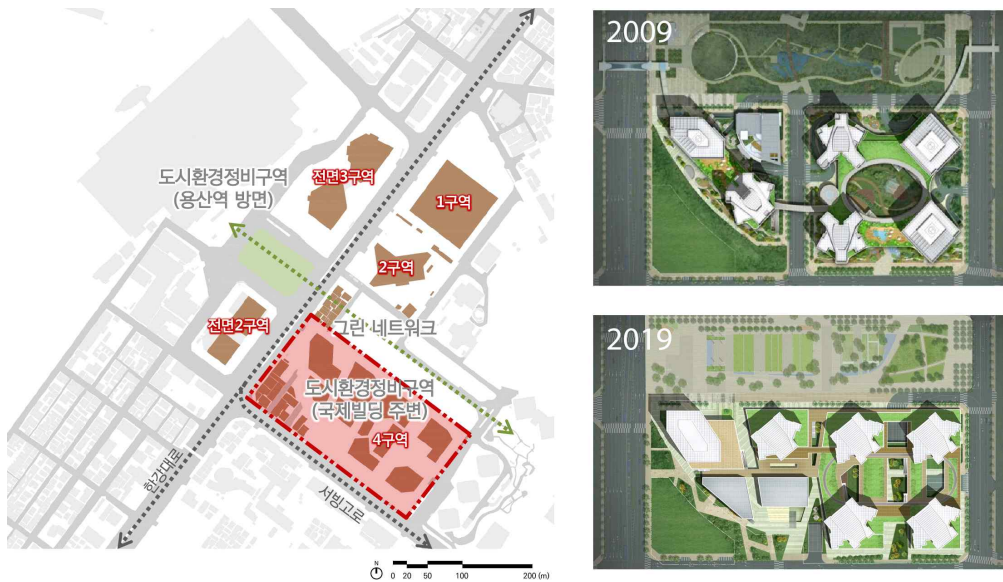 도시환경정비구역
(용산역 방면)
전면3구역
1구역
2구역
전면2구역
그린 네트워크
도시환경정비구역
(국제빌딩 주변)
4구역
한강대로
서빙고로
N
0 20 50 100 200 (m)
2009
2019